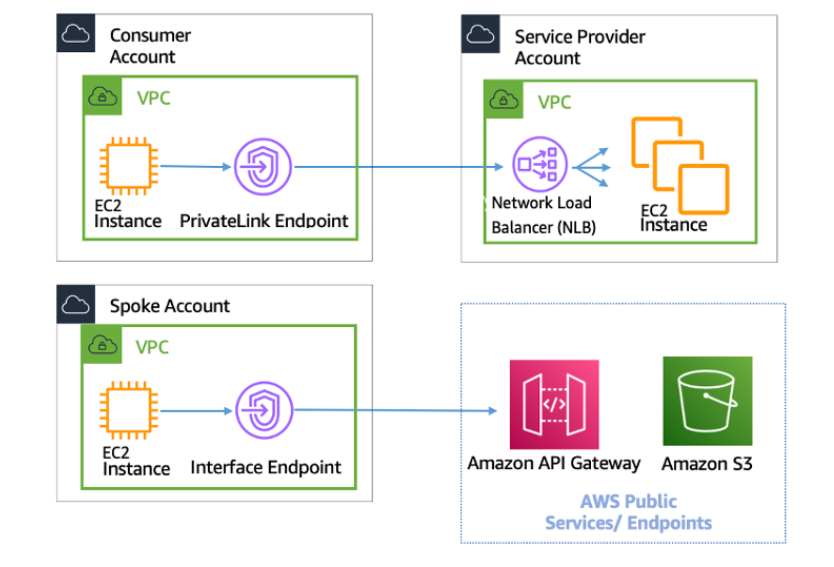 Consumer
Account
VPC
EC2
Instance
PrivateLink Endpoint
Service Provider
Account
VPC
Network Load
Balancer (NLB)
EC2
Instance
Spoke Account
VPC
EC2
Instance
Interface Endpoint
</>
Amazon API Gateway
Amazon S3
AWS Public
Services/ Endpoints